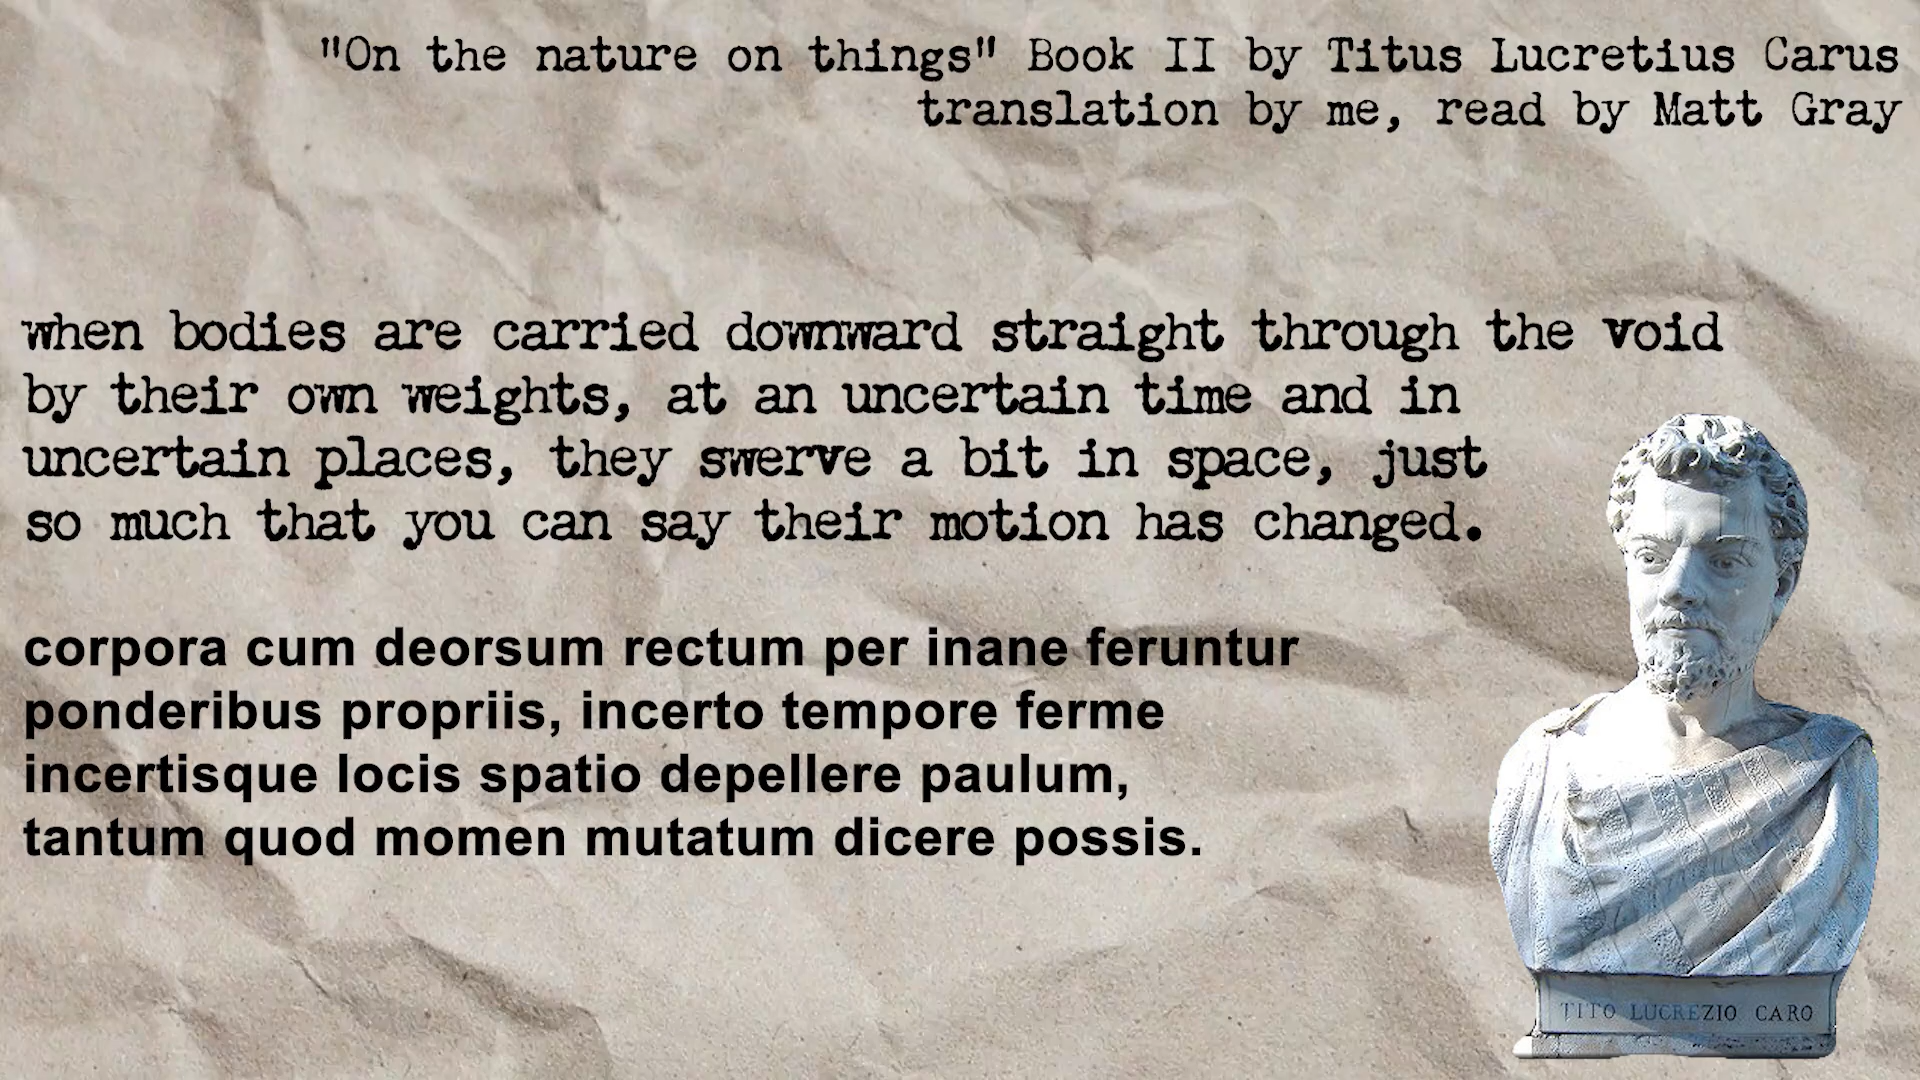 "On the nature on things" Book II by Titus Lucretius Carus
translation by me, read by Matt Gray
when bodies are carried downward straight through the void
by their own weights, at an uncertain time and in
uncertain places, they swerve a bit in space, just
so much that you can say their motion has changed.
corpora cum deorsum rectum per inane feruntur
ponderibus propriis, incerto tempore ferme
incertisque locis spatio depellere paulum,
tantum quod momen mutatum dicere possis.
TITO LUCREZIO CARO